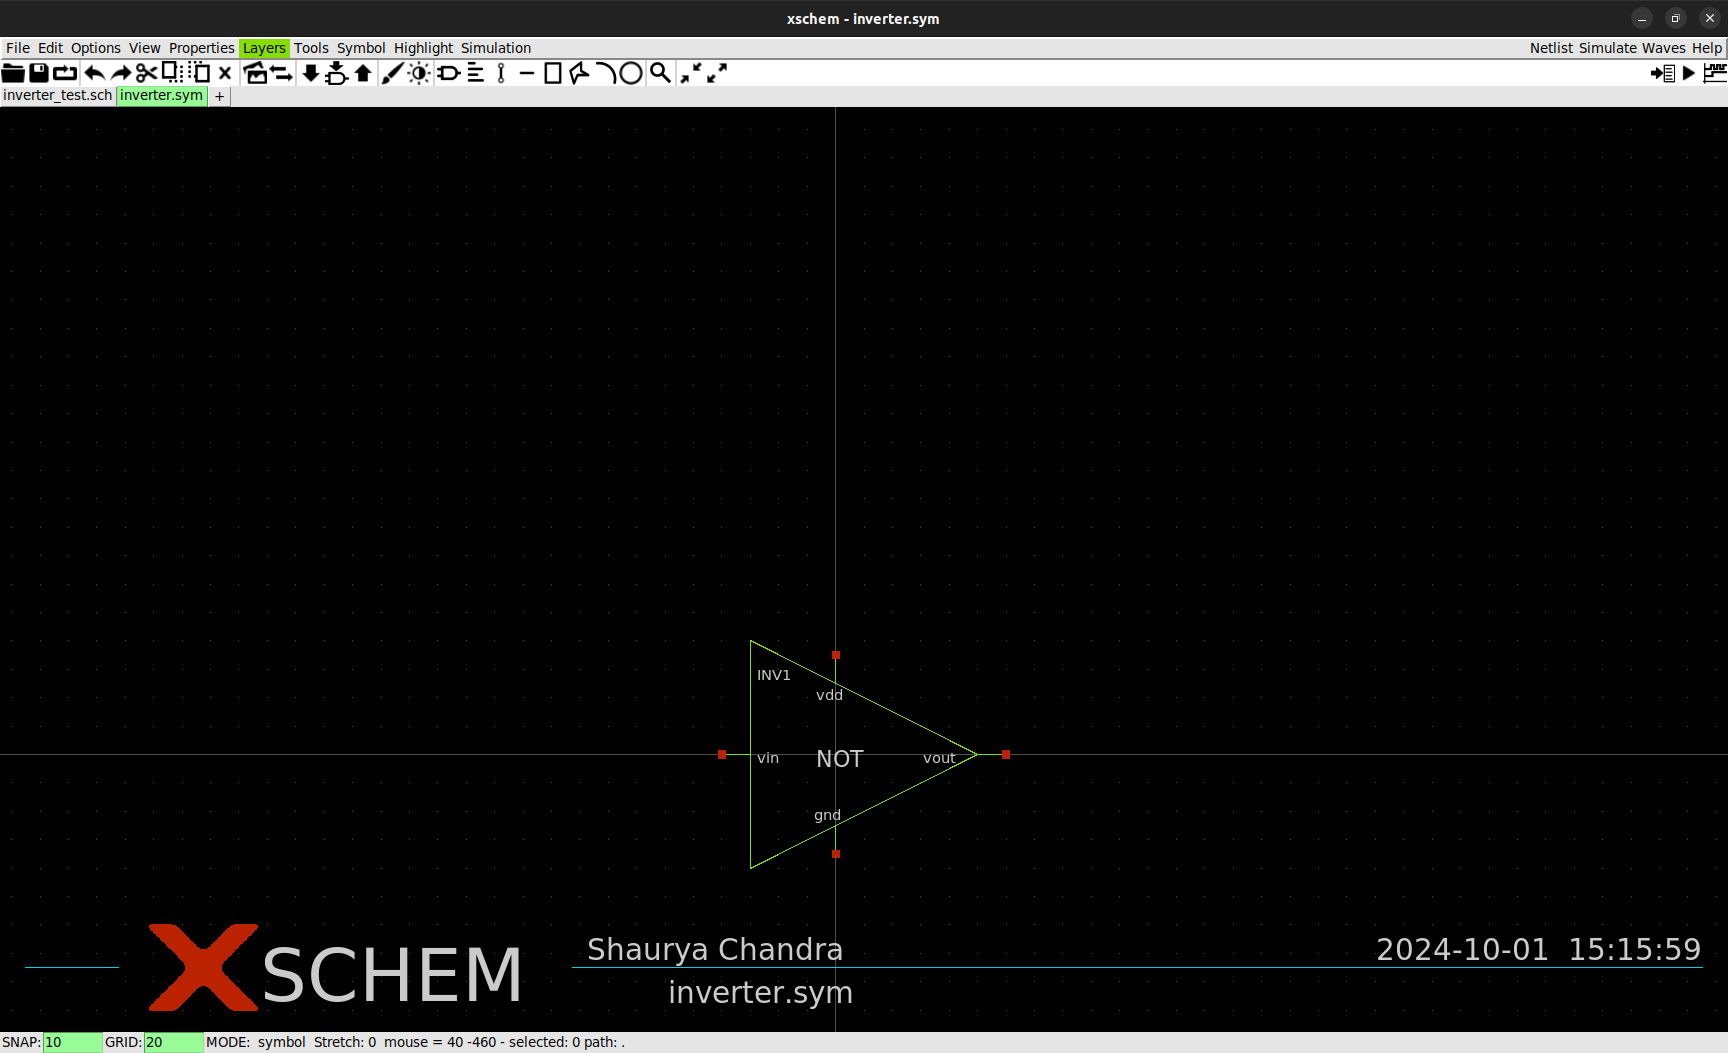 xschem - inverter.sym
File Edit Options View Properties Layers Tools Symbol Highlight Simulation Netlist Simulate Waves Help
inverter_test.sch inverter.sym +
INV1
vdd
vin NOT vout
gnd
XSCHEM
Shaurya Chandra 2024-10-01 15:15:59
inverter.sym
SNAP: 10 GRID: 20 MODE: symbol Stretch: 0 mouse = 40 -460 - selected: 0 path: .